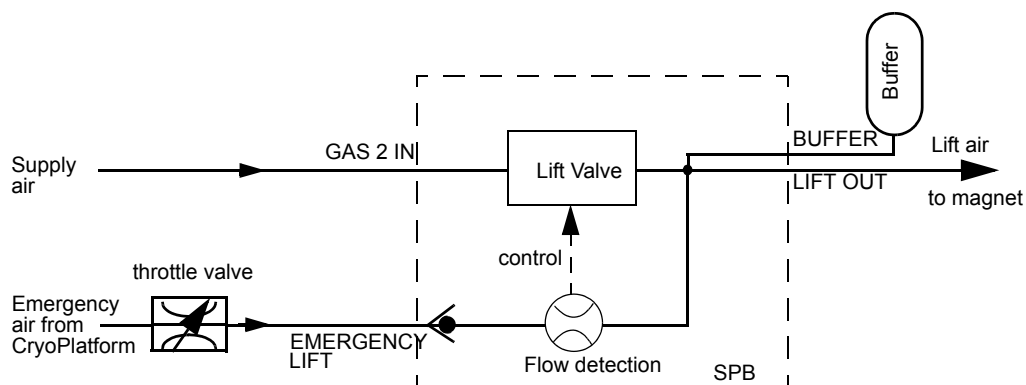 Buffer
BUFFER
Lift air
GAS 2 IN
Supply
air
Lift Valve
LIFT OUT
to magnet
control
throttle valve
Emergency
air from
CryoPlatform
EMERGENCY
LIFT
Flow detection
SPB